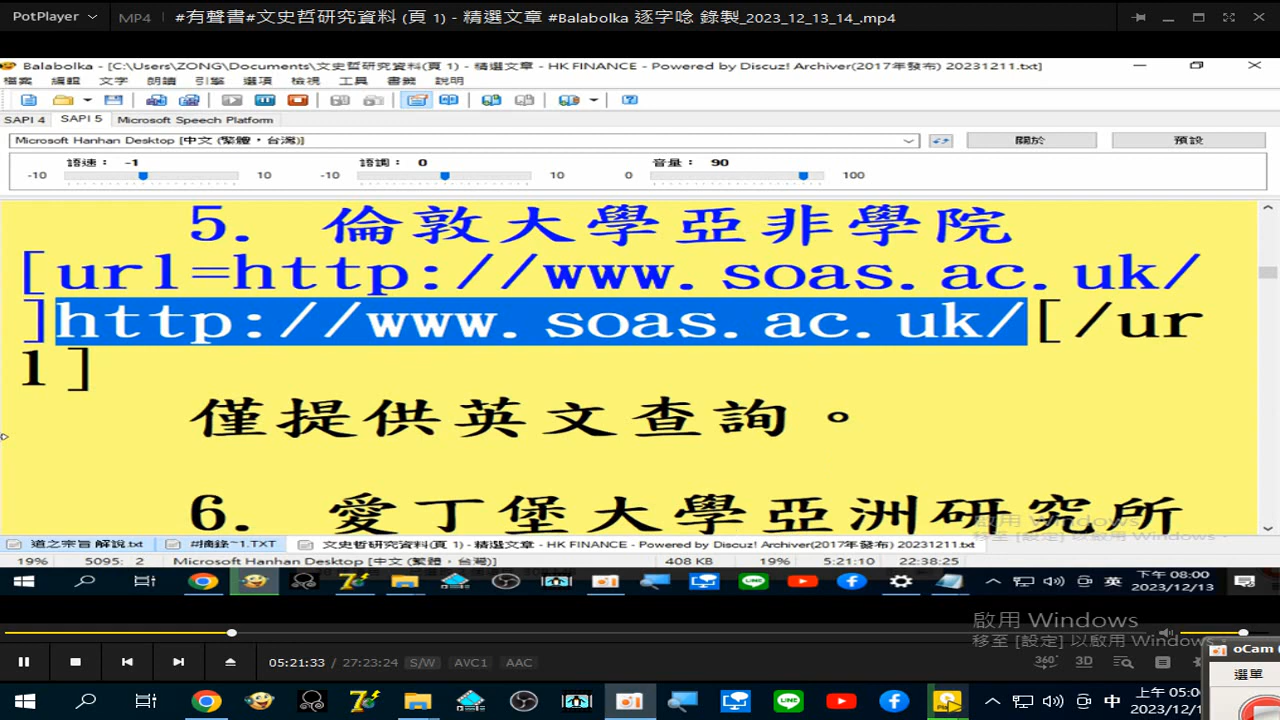 PotPlayer MP4 #有聲書#文史哲研究資料 (頁 1) - 精選文章 #Balabolka 逐字唸 錄製_2023_12_13_14_.mp4
Balabolka - [C:\Users\ZONG\Documents\文史哲研究資料(頁 1) - 精選文章 - HK FINANCE - Powered by Discuz! Archiver(2017年發布) 20231211.txt]
檔案 編輯 文字 朗讀 引擎 選項 檢視 工具 書籤 說明
SAPI 4 SAPI 5 Microsoft Speech Platform
Microsoft Hanhan Desktop [中文 (繁體，台灣)] 關於 預設
語速： -1 語調： 0 音量： 90
-10 10 -10 10 0 100
5. 倫敦大學亞非學院
[url=http://www.soas.ac.uk/
]http://www.soas.ac.uk/[/ur
l]
僅提供英文查詢。
6. 愛丁堡大學亞洲研究所
道之宗旨 解說.txt #摘錄~1.TXT 文史哲研究資料(頁 1) - 精選文章 - HK FINANCE - Powered by Discuz! Archiver(2017年發布) 20231211.txt
19% 5095: 2 Microsoft Hanhan Desktop [中文 (繁體，台灣)] 408 KB 19% 5:21:10 22:38:25
英 下午 08:00
2023/12/13
啟用 Windows
移至 [設定] 以啟用 Windows。
05:21:33 / 27:23:24 S/W AVC1 AAC 360° 3D
oCam
選單
中 上午 05:0
2023/12/1